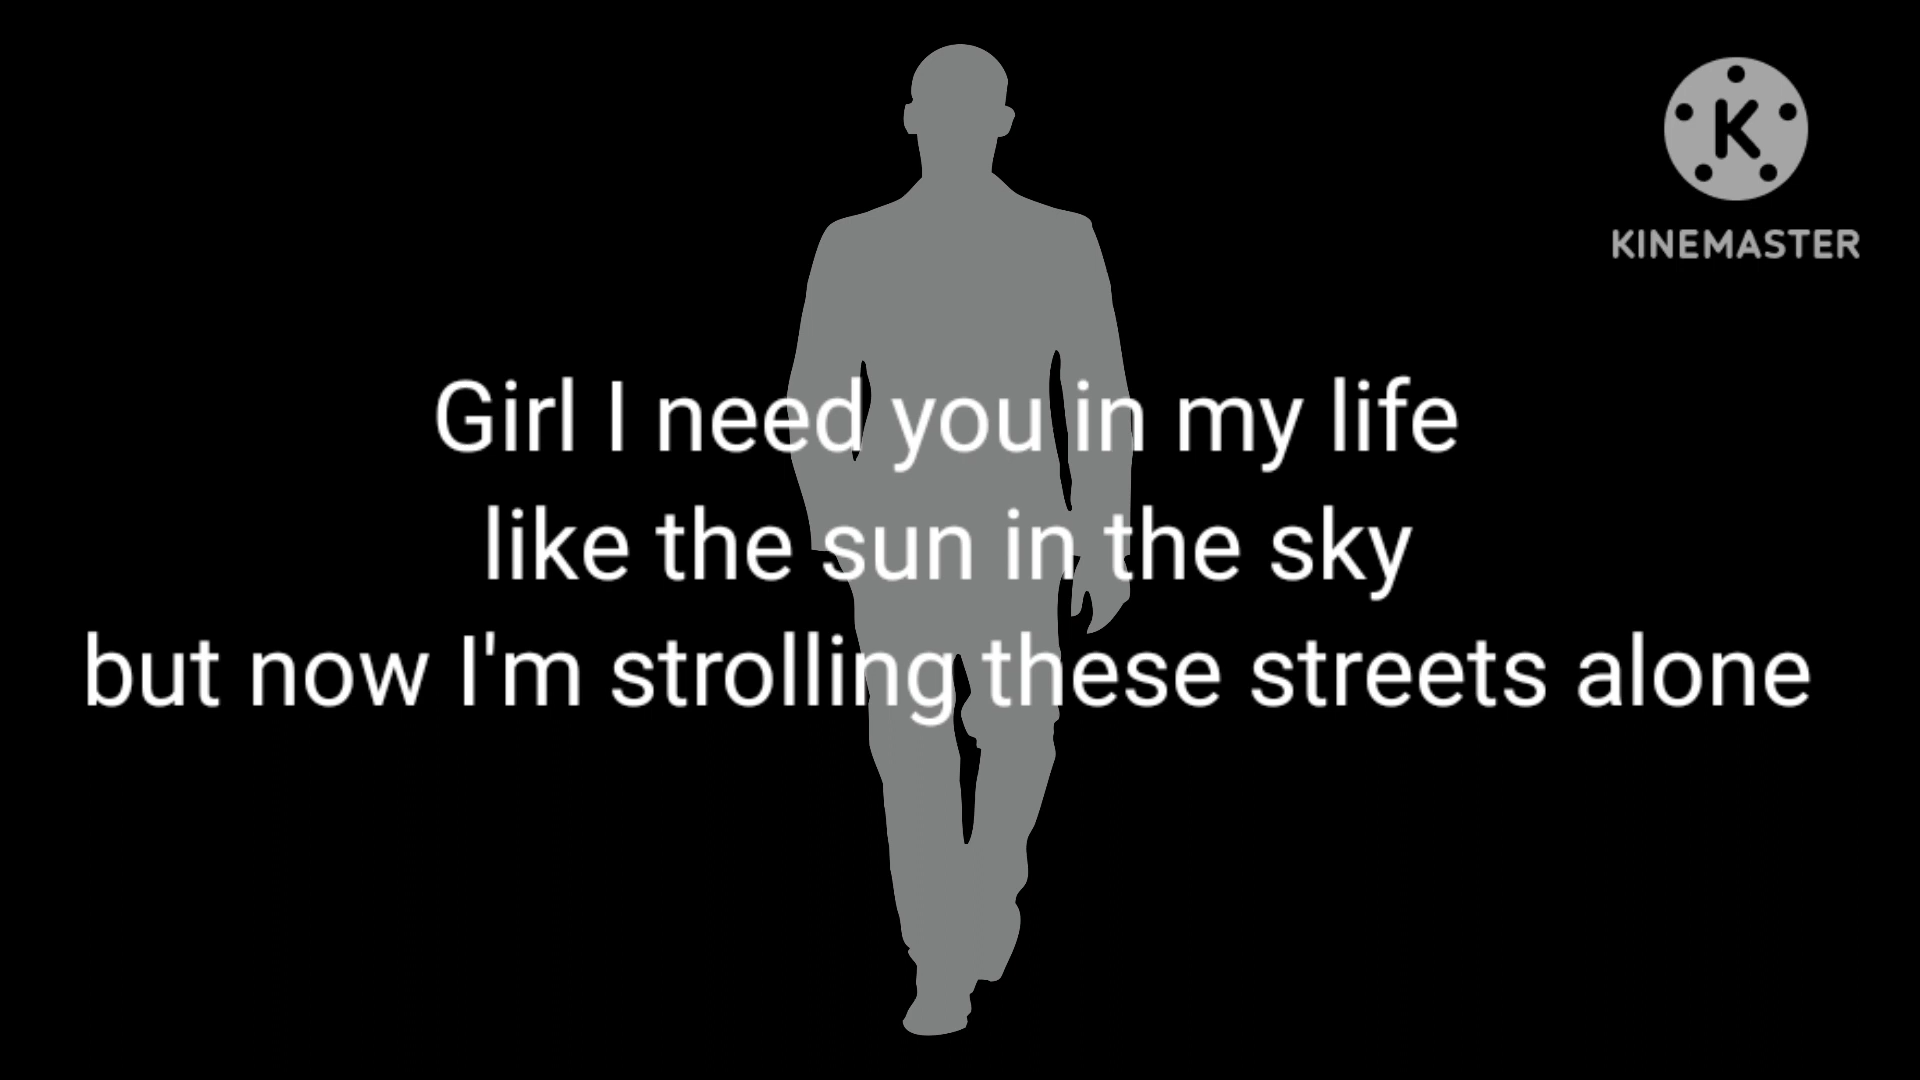 KINEMASTER
Girl I need you in my life
like the sun in the sky
but now I'm strolling these streets alone